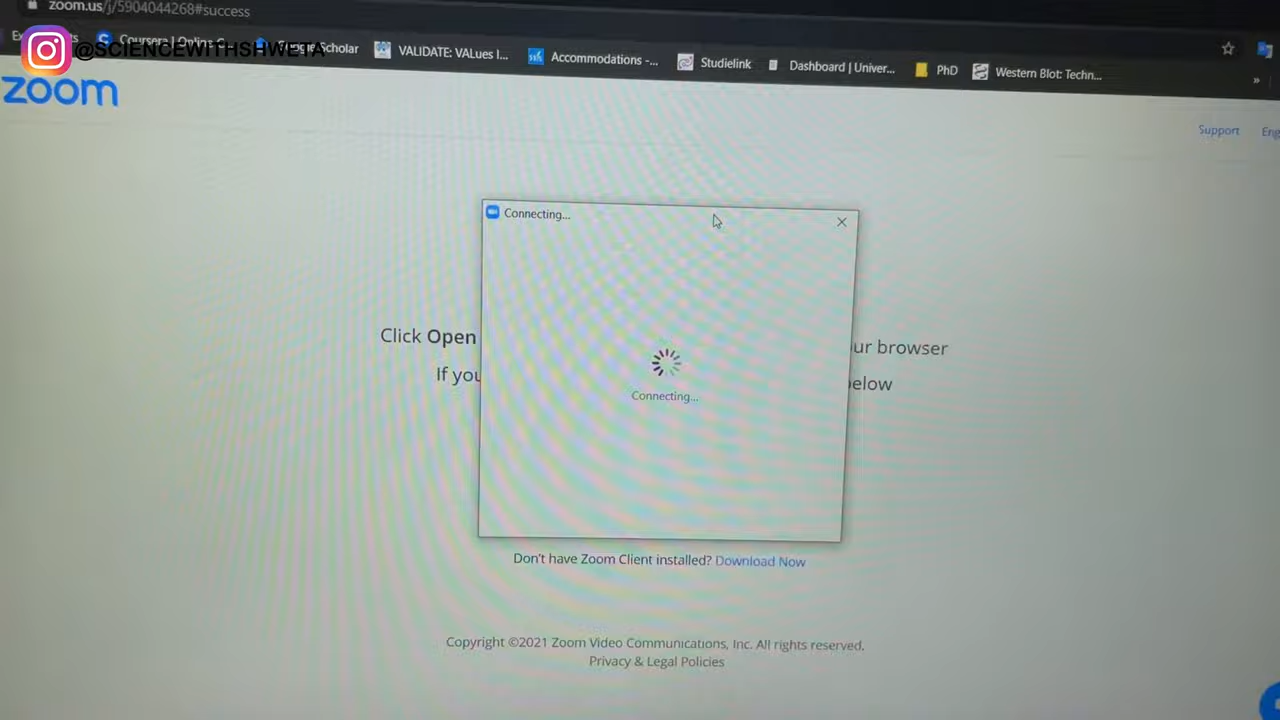 zoom.us/j/5904044268#success
@SCIENCEWITHSHWETA
Coursera | Online C... Google Scholar VALIDATE: VALues I... Accommodations -... Studielink Dashboard | Univer... PhD Western Blot: Techn... »
zoom
Support
Connecting...
Click Open
ur browser
If you
below
Connecting...
Don't have Zoom Client installed? Download Now
Copyright ©2021 Zoom Video Communications, Inc. All rights reserved.
Privacy & Legal Policies